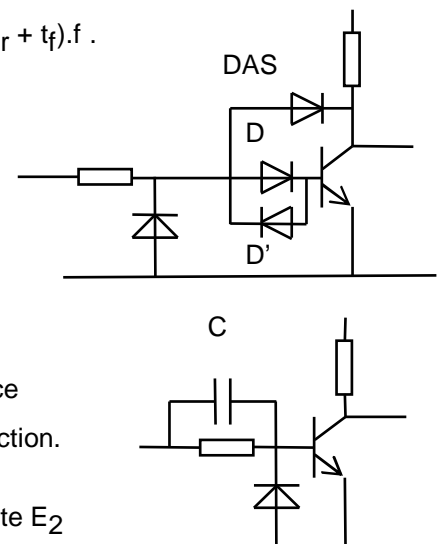 r + tf).f .
DAS
D
D'
C
ce
ction.
te E2